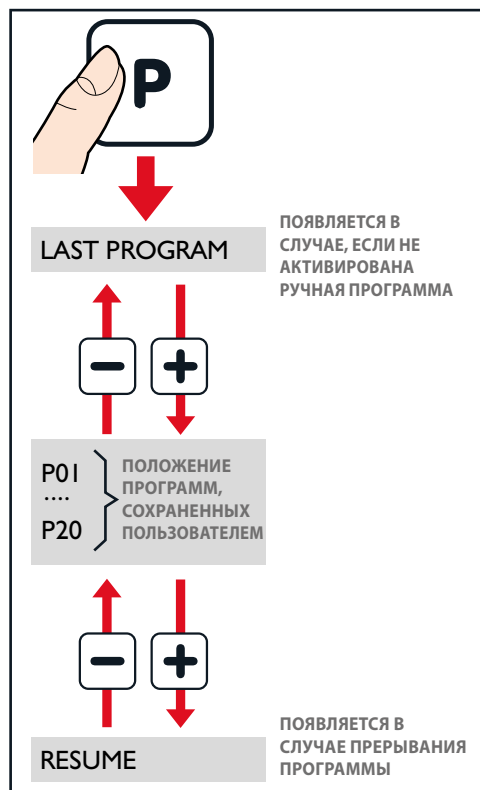 P
LAST PROGRAM
ПОЯВЛЯЕТСЯ В
СЛУЧАЕ, ЕСЛИ НЕ
АКТИВИРОВАНА
РУЧНАЯ ПРОГРАММА
− +
P01
....
P20
ПОЛОЖЕНИЕ
ПРОГРАММ,
СОХРАНЕННЫХ
ПОЛЬЗОВАТЕЛЕМ
− +
RESUME
ПОЯВЛЯЕТСЯ В
СЛУЧАЕ ПРЕРЫВАНИЯ
ПРОГРАММЫ